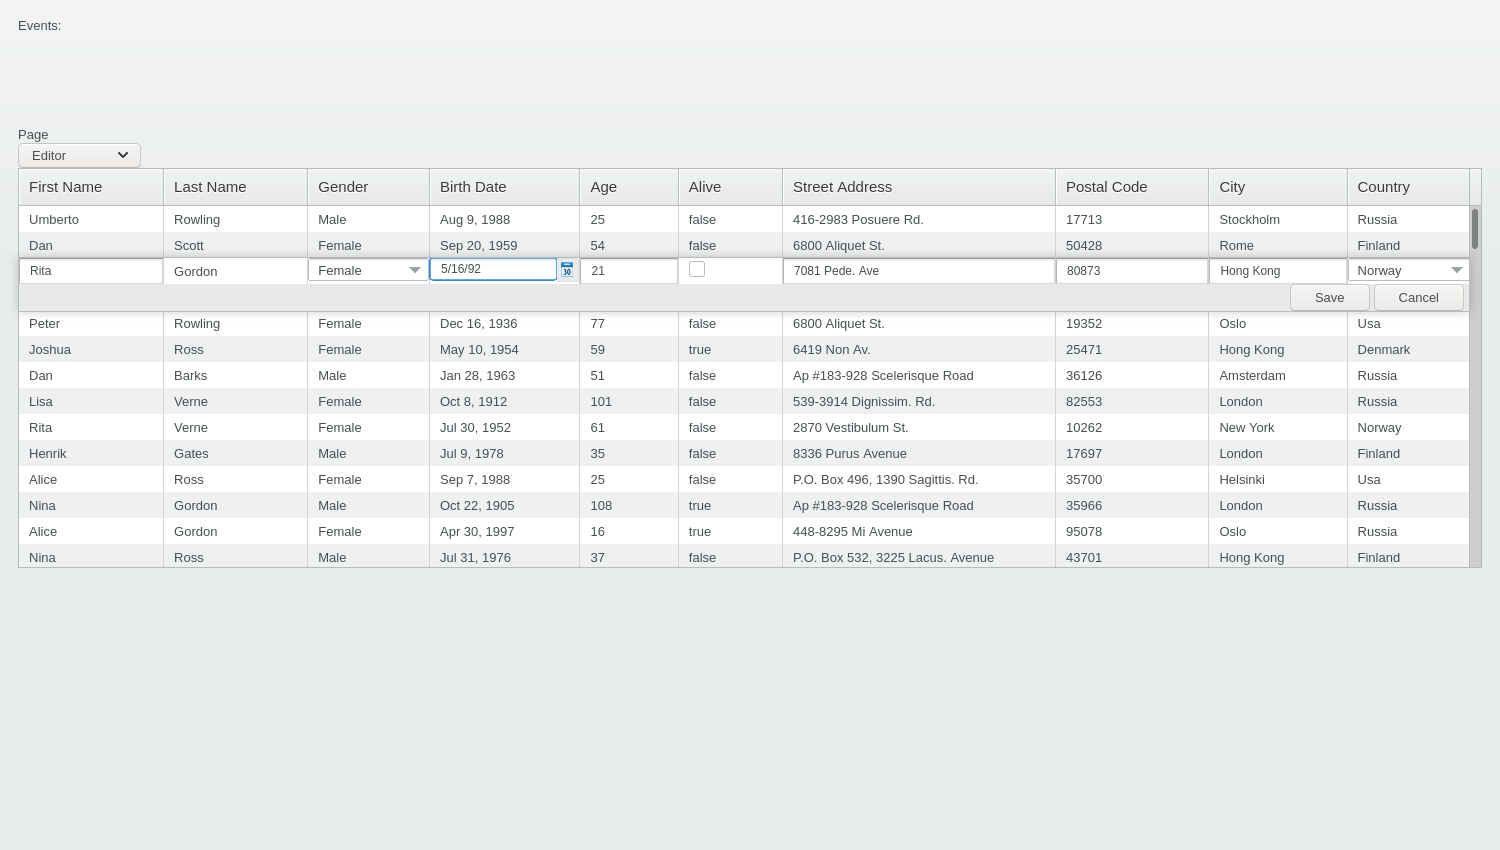 Events:
Page
Editor
First Name Last Name Gender Birth Date Age Alive Street Address Postal Code City Country
Umberto Rowling Male Aug 9, 1988 25 false 416-2983 Posuere Rd. 17713 Stockholm Russia
Dan Scott Female Sep 20, 1959 54 false 6800 Aliquet St. 50428 Rome Finland
Rita Gordon Female 5/16/92 30 21 7081 Pede. Ave 80873 Hong Kong Norway
Save Cancel
Peter Rowling Female Dec 16, 1936 77 false 6800 Aliquet St. 19352 Oslo Usa
Joshua Ross Female May 10, 1954 59 true 6419 Non Av. 25471 Hong Kong Denmark
Dan Barks Male Jan 28, 1963 51 false Ap #183-928 Scelerisque Road 36126 Amsterdam Russia
Lisa Verne Female Oct 8, 1912 101 false 539-3914 Dignissim. Rd. 82553 London Russia
Rita Verne Female Jul 30, 1952 61 false 2870 Vestibulum St. 10262 New York Norway
Henrik Gates Male Jul 9, 1978 35 false 8336 Purus Avenue 17697 London Finland
Alice Ross Female Sep 7, 1988 25 false P.O. Box 496, 1390 Sagittis. Rd. 35700 Helsinki Usa
Nina Gordon Male Oct 22, 1905 108 true Ap #183-928 Scelerisque Road 35966 London Russia
Alice Gordon Female Apr 30, 1997 16 true 448-8295 Mi Avenue 95078 Oslo Russia
Nina Ross Male Jul 31, 1976 37 false P.O. Box 532, 3225 Lacus. Avenue 43701 Hong Kong Finland